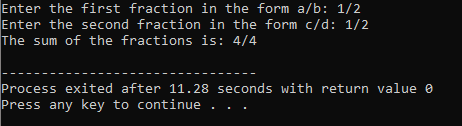 Enter the first fraction in the form a/b: 1/2
Enter the second fraction in the form c/d: 1/2
The sum of the fractions is: 4/4
--------------------------------
Process exited after 11.28 seconds with return value 0
Press any key to continue . . .